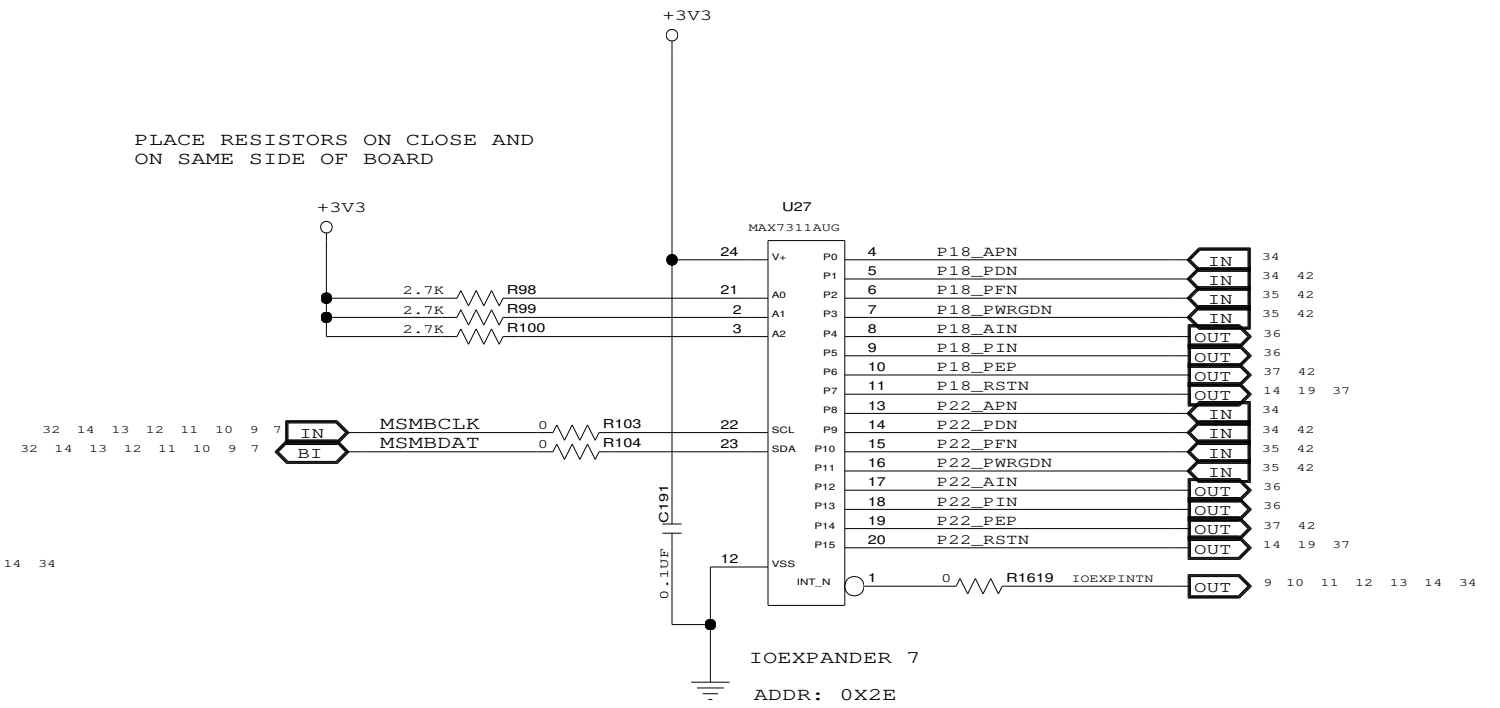 +3V3
PLACE RESISTORS ON CLOSE AND
ON SAME SIDE OF BOARD
+3V3
U27
MAX7311AUG
24 V+ P0 4 P18_APN IN 34
P1 5 P18_PDN IN 34 42
2.7K R98 21 A0 P2 6 P18_PFN IN 35 42
2.7K R99 2 A1 P3 7 P18_PWRGDN IN 35 42
2.7K R100 3 A2 P4 8 P18_AIN OUT 36
P5 9 P18_PIN OUT 36
P6 10 P18_PEP OUT 37 42
P7 11 P18_RSTN OUT 14 19 37
P8 13 P22_APN IN 34
32 14 13 12 11 10 9 7 IN MSMBCLK 0 R103 22 SCL P9 14 P22_PDN IN 34 42
32 14 13 12 11 10 9 7 BI MSMBDAT 0 R104 23 SDA P10 15 P22_PFN IN 35 42
P11 16 P22_PWRGDN IN 35 42
P12 17 P22_AIN OUT 36
C191 P13 18 P22_PIN OUT 36
P14 19 P22_PEP OUT 37 42
P15 20 P22_RSTN OUT 14 19 37
14 34
0.1UF 12 VSS
INT_N 1 0 R1619 IOEXPINTN OUT 9 10 11 12 13 14 34
IOEXPANDER 7
ADDR: 0X2E